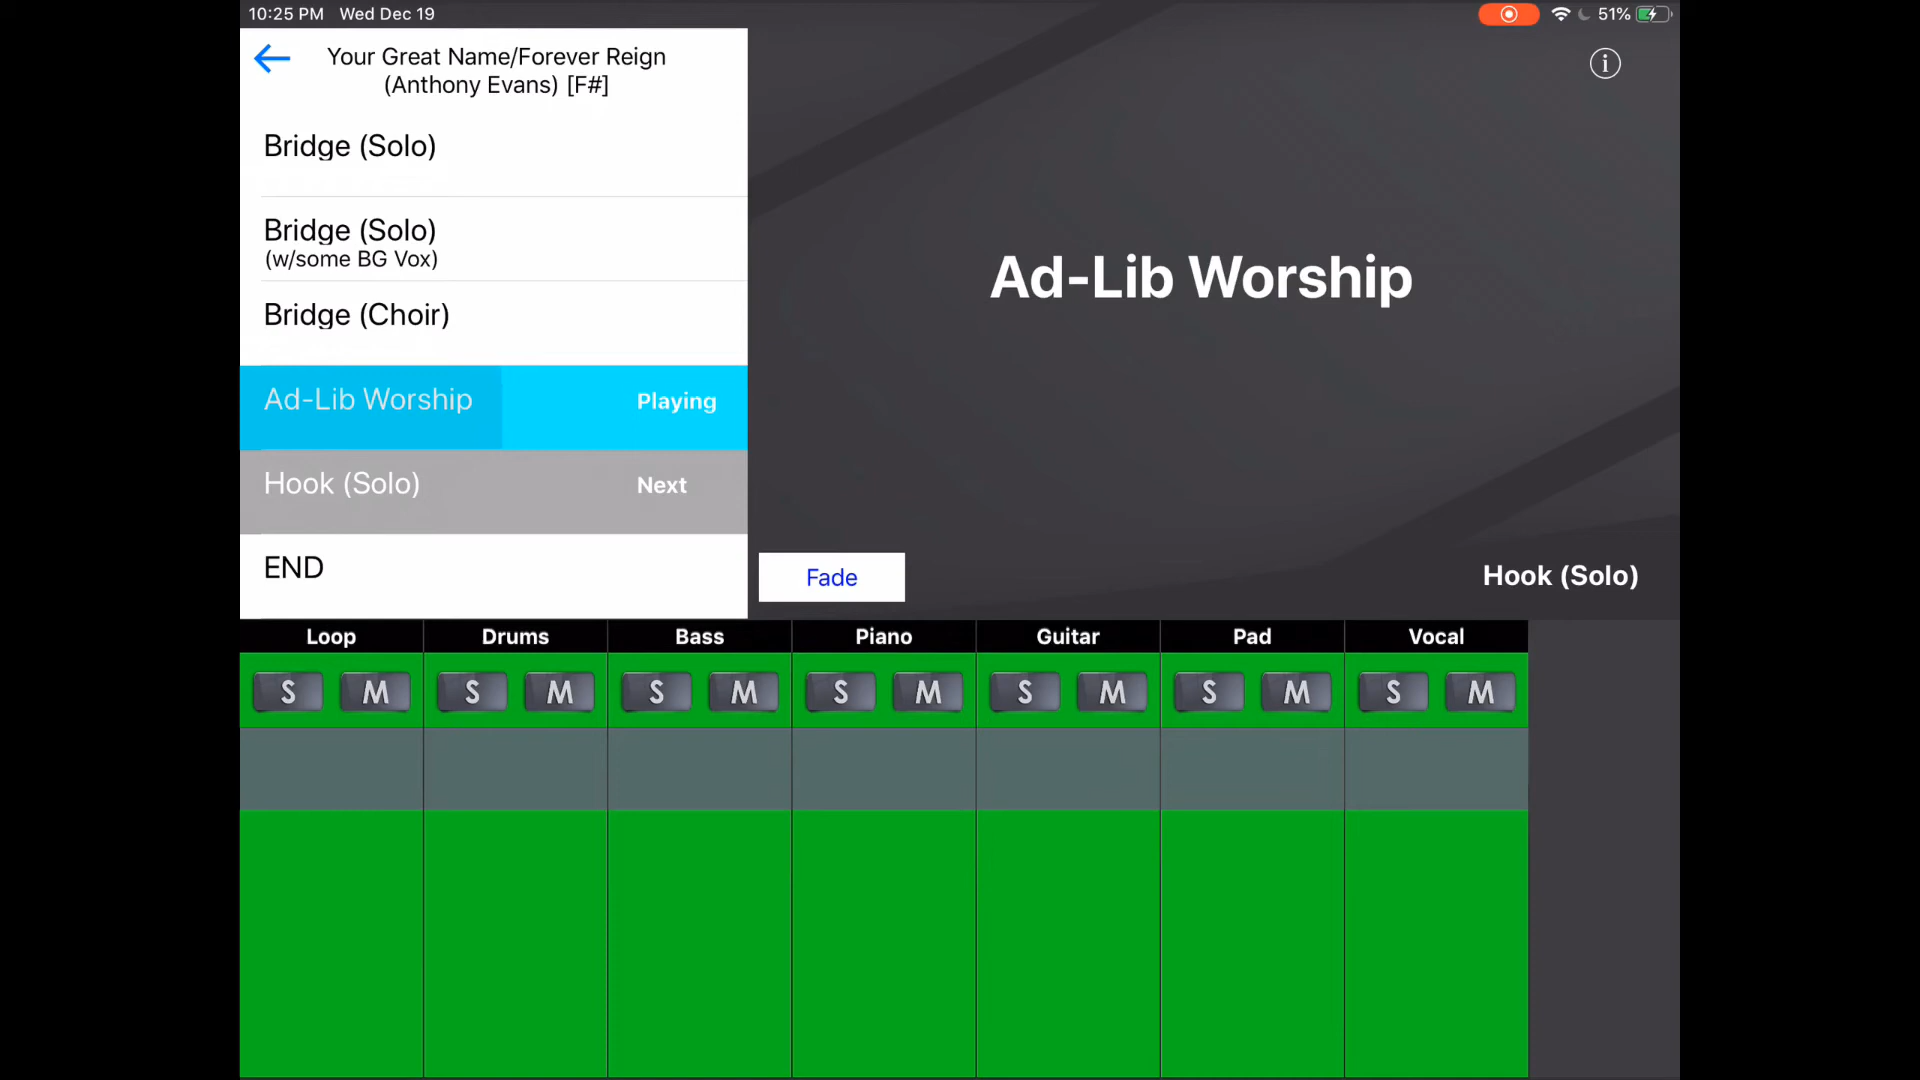 10:25 PM Wed Dec 19
51%
Your Great Name/Forever Reign
(Anthony Evans) [F#]
i
Bridge (Solo)
Bridge (Solo)
(w/some BG Vox)
Bridge (Choir)
Ad-Lib Worship Playing
Hook (Solo) Next
END
Ad-Lib Worship
Fade
Hook (Solo)
Loop Drums Bass Piano Guitar Pad Vocal
S M S M S M S M S M S M S M